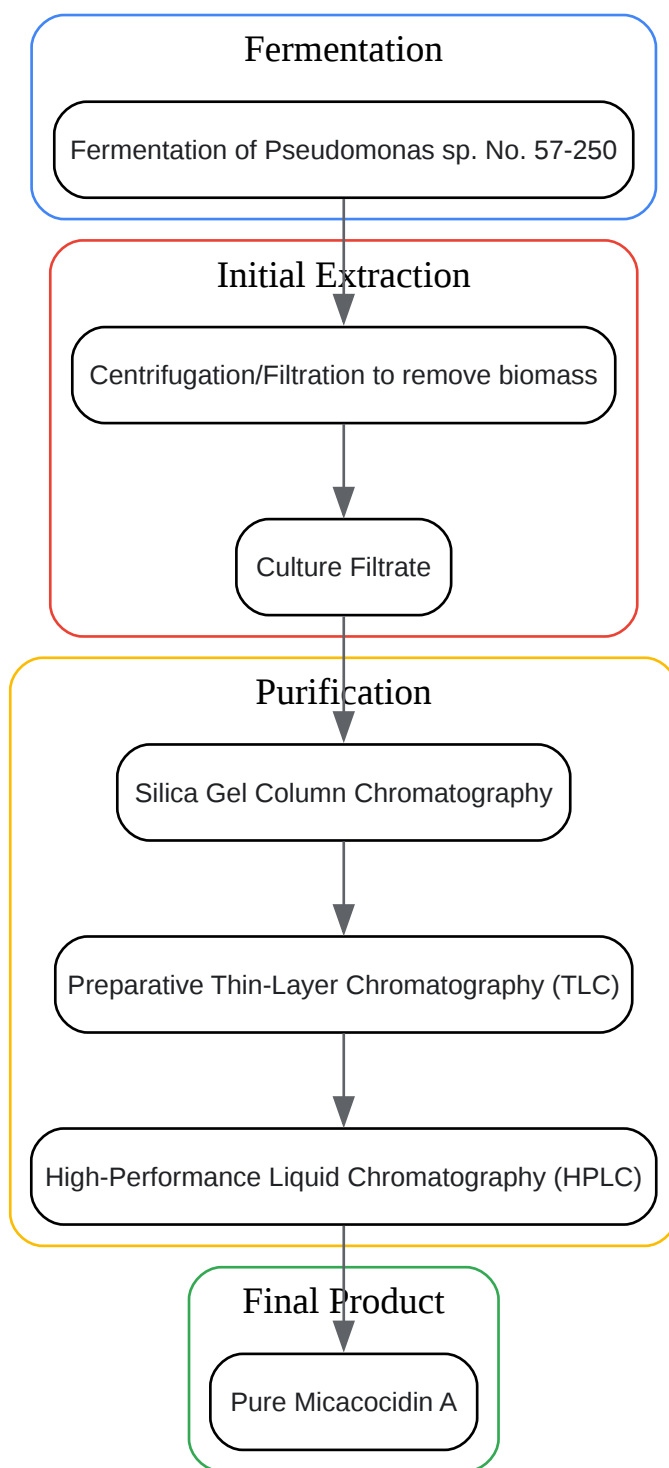 Fermentation
Fermentation of Pseudomonas sp. No. 57-250
Initial Extraction
Centrifugation/Filtration to remove biomass
Culture Filtrate
Purification
Silica Gel Column Chromatography
Preparative Thin-Layer Chromatography (TLC)
High-Performance Liquid Chromatography (HPLC)
Final Product
Pure Micacocidin A